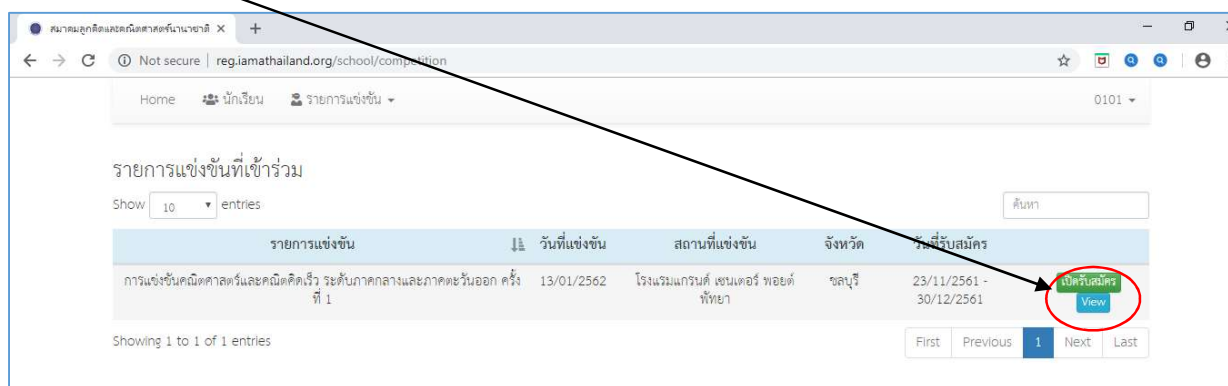 สมาคมลูกคิดและคณิตศาสตร์นานาชาติ
Not secure | reg.iamathailand.org/school/competition
Home นักเรียน รายการแข่งขัน 0101
รายการแข่งขันที่เข้าร่วม
Show 10 entries ค้นหา
รายการแข่งขัน วันที่แข่งขัน สถานที่แข่งขัน จังหวัด วันที่รับสมัคร
การแข่งขันคณิตศาสตร์และคณิตคิดเร็ว ระดับภาคกลางและภาคตะวันออก ครั้ง 13/01/2562 โรงแรมแกรนด์ เซนเตอร์ พอยต์ ชลบุรี 23/11/2561 - เปิดรับสมัคร
ที่ 1 พัทยา 30/12/2561 View
Showing 1 to 1 of 1 entries First Previous 1 Next Last